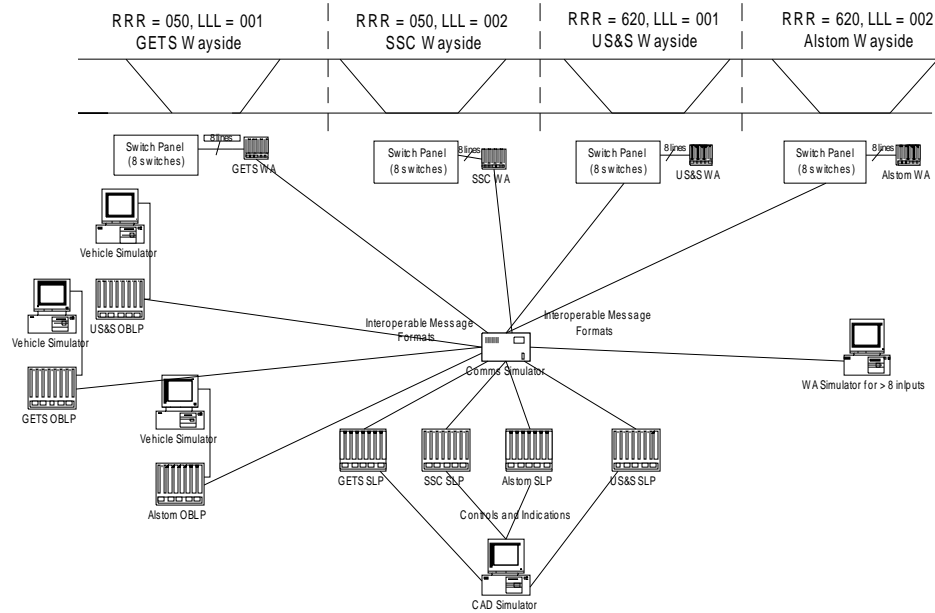 RRR = 050, LLL = 001
GETS Wayside
RRR = 050, LLL = 002
SSC Wayside
RRR = 620, LLL = 001
US&S Wayside
RRR = 620, LLL = 002
Alstom Wayside
Switch Panel
(8 switches)
8 lines
GETS WA
Switch Panel
(8 switches)
8 lines
SSC WA
Switch Panel
(8 switches)
8 lines
US&S WA
Switch Panel
(8 switches)
8 lines
Alstom WA
Vehicle Simulator
US&S OBLP
Vehicle Simulator
GETS OBLP
Vehicle Simulator
Alstom OBLP
Interoperable Message
Formats
Interoperable Message
Formats
Comms Simulator
WA Simulator for > 8 inlputs
GETS SLP
SSC SLP
Alstom SLP
US&S SLP
Controls and Indications
CAD Simulator